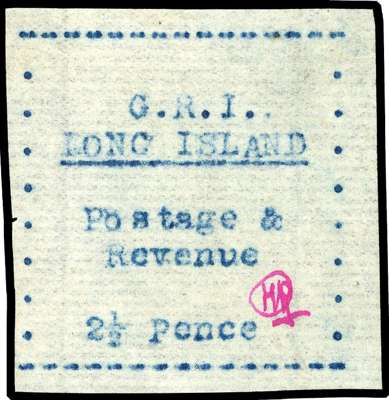 G.R.I.
LONG ISLAND
Postage &
Revenue
2½ Pence